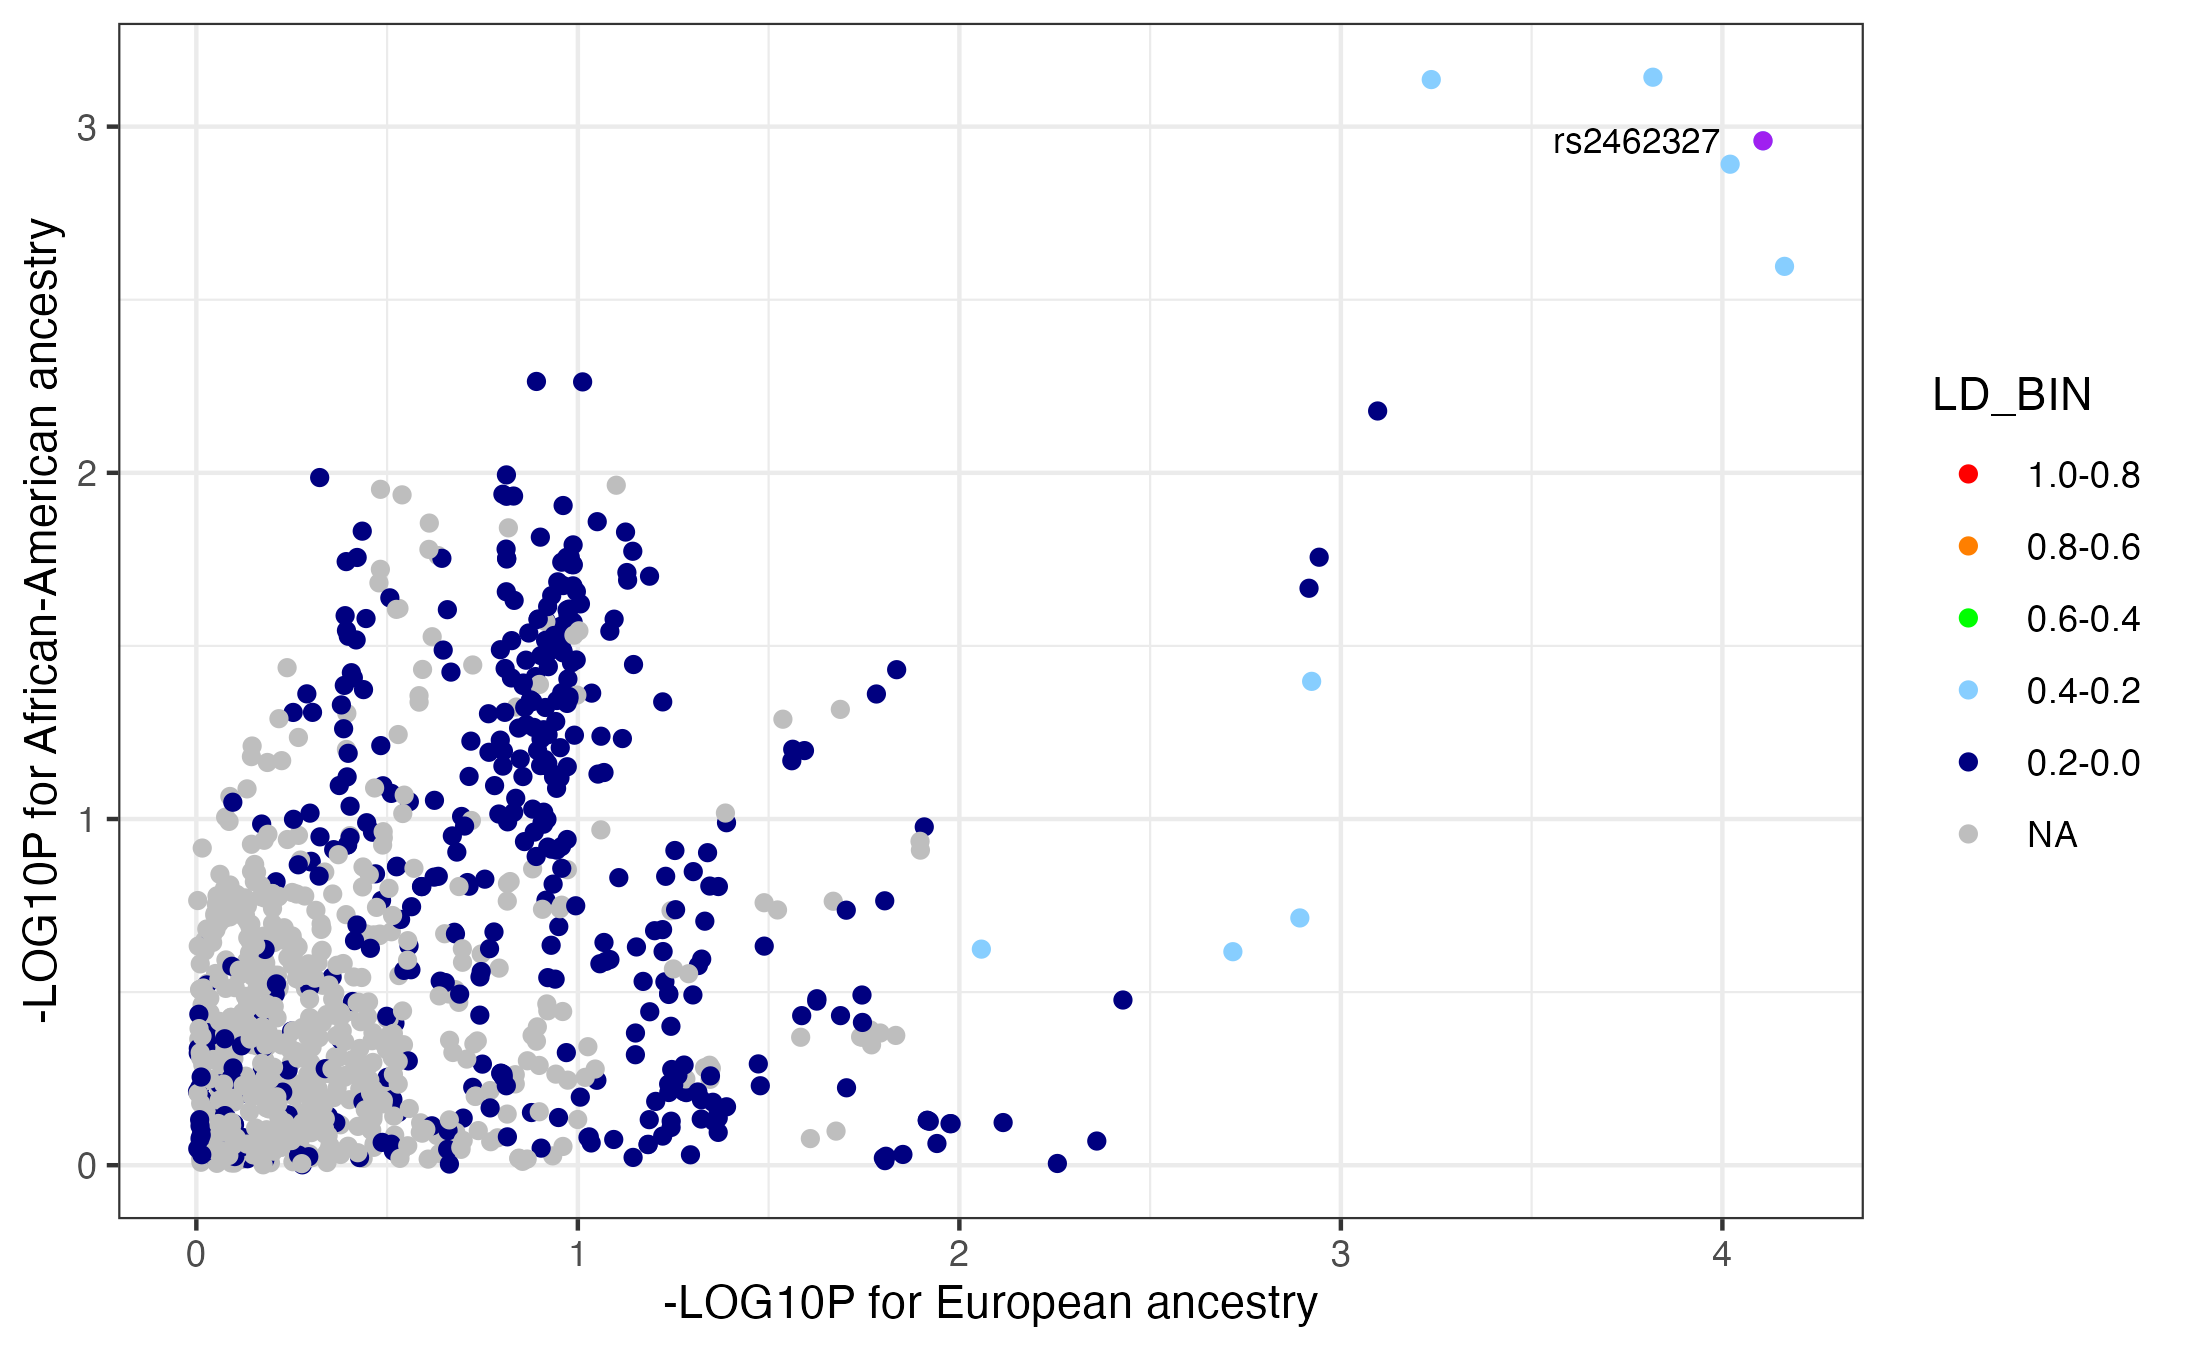 3
2
1
0
-LOG10P for African-American ancestry
rs2462327
0
1
2
3
4
-LOG10P for European ancestry
LD_BIN
1.0-0.8
0.8-0.6
0.6-0.4
0.4-0.2
0.2-0.0
NA